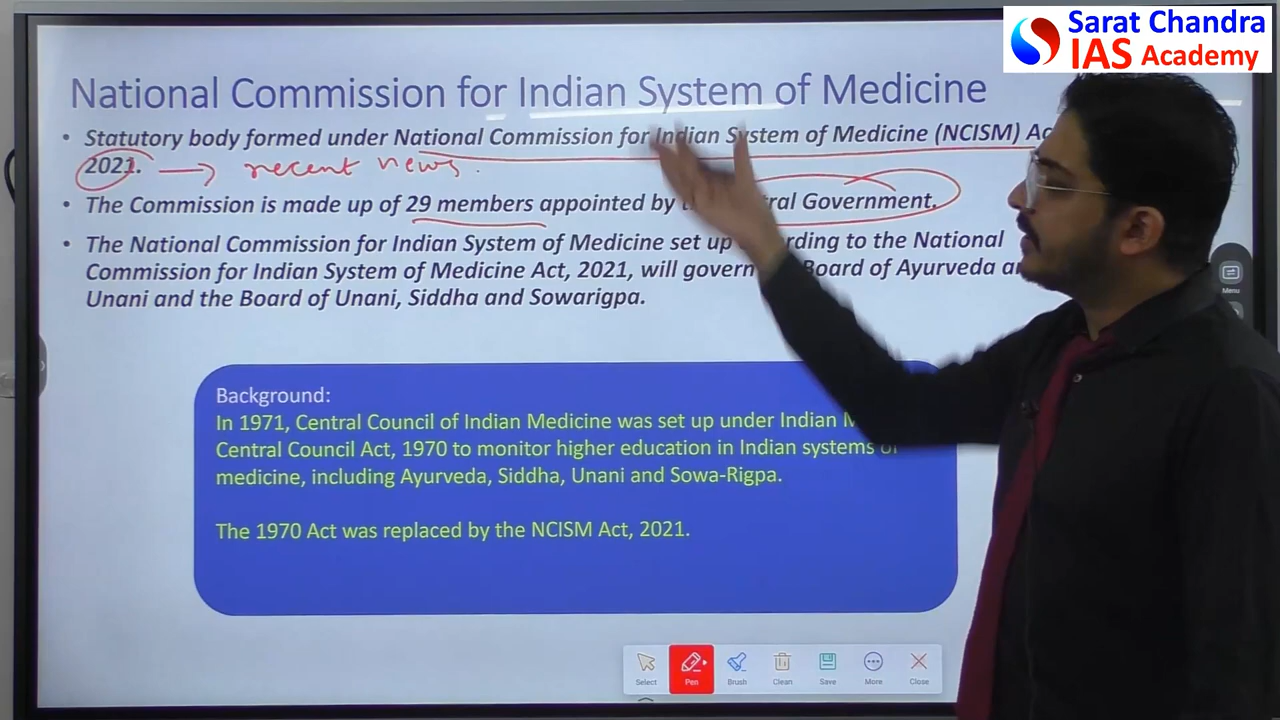 Sarat Chandra
IAS Academy
National Commission for Indian System of Medicine
• Statutory body formed under National Commission for Indian System of Medicine (NCISM)
2021. → recent news.
• The Commission is made up of 29 members appointed by Government.
• The National Commission for Indian System of Medicine set up to the National
Commission for Indian System of Medicine Act, 2021, will govern Board of Ayurveda
Unani and the Board of Unani, Siddha and Sowarigpa.
Background:
In 1971, Central Council of Indian Medicine was set up under Indian
Central Council Act, 1970 to monitor higher education in Indian systems of
medicine, including Ayurveda, Siddha, Unani and Sowa-Rigpa.
The 1970 Act was replaced by the NCISM Act, 2021.
Menu
Select Pen Brush Clean Save More Close